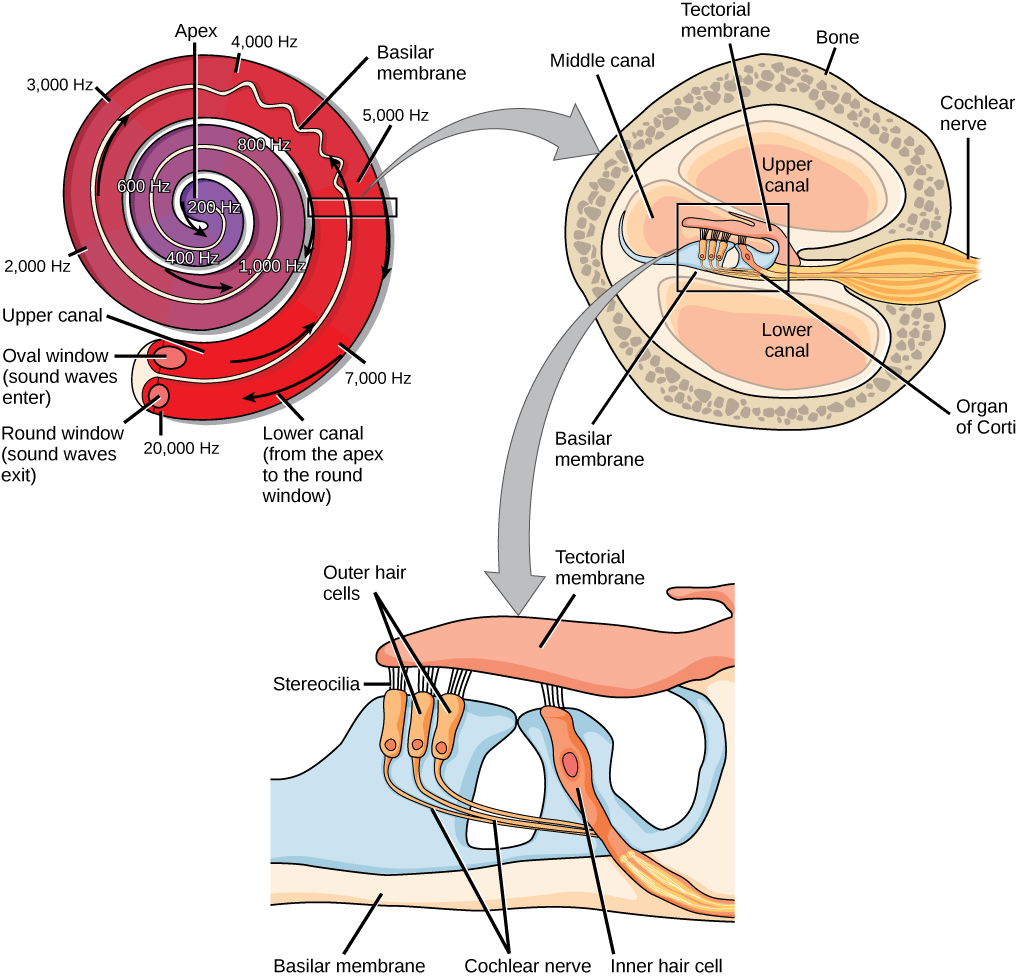 Apex
4,000 Hz
3,000 Hz
Basilar
membrane
5,000 Hz
800 Hz
600 Hz
200 Hz
400 Hz
1,000 Hz
2,000 Hz
Upper canal
Oval window
(sound waves
enter)
7,000 Hz
Round window
(sound waves
exit)
20,000 Hz
Lower canal
(from the apex
to the round
window)
Tectorial
membrane
Bone
Middle canal
Cochlear
nerve
Upper
canal
Lower
canal
Organ
of Corti
Basilar
membrane
Outer hair
cells
Tectorial
membrane
Stereocilia
Basilar membrane
Cochlear nerve
Inner hair cell